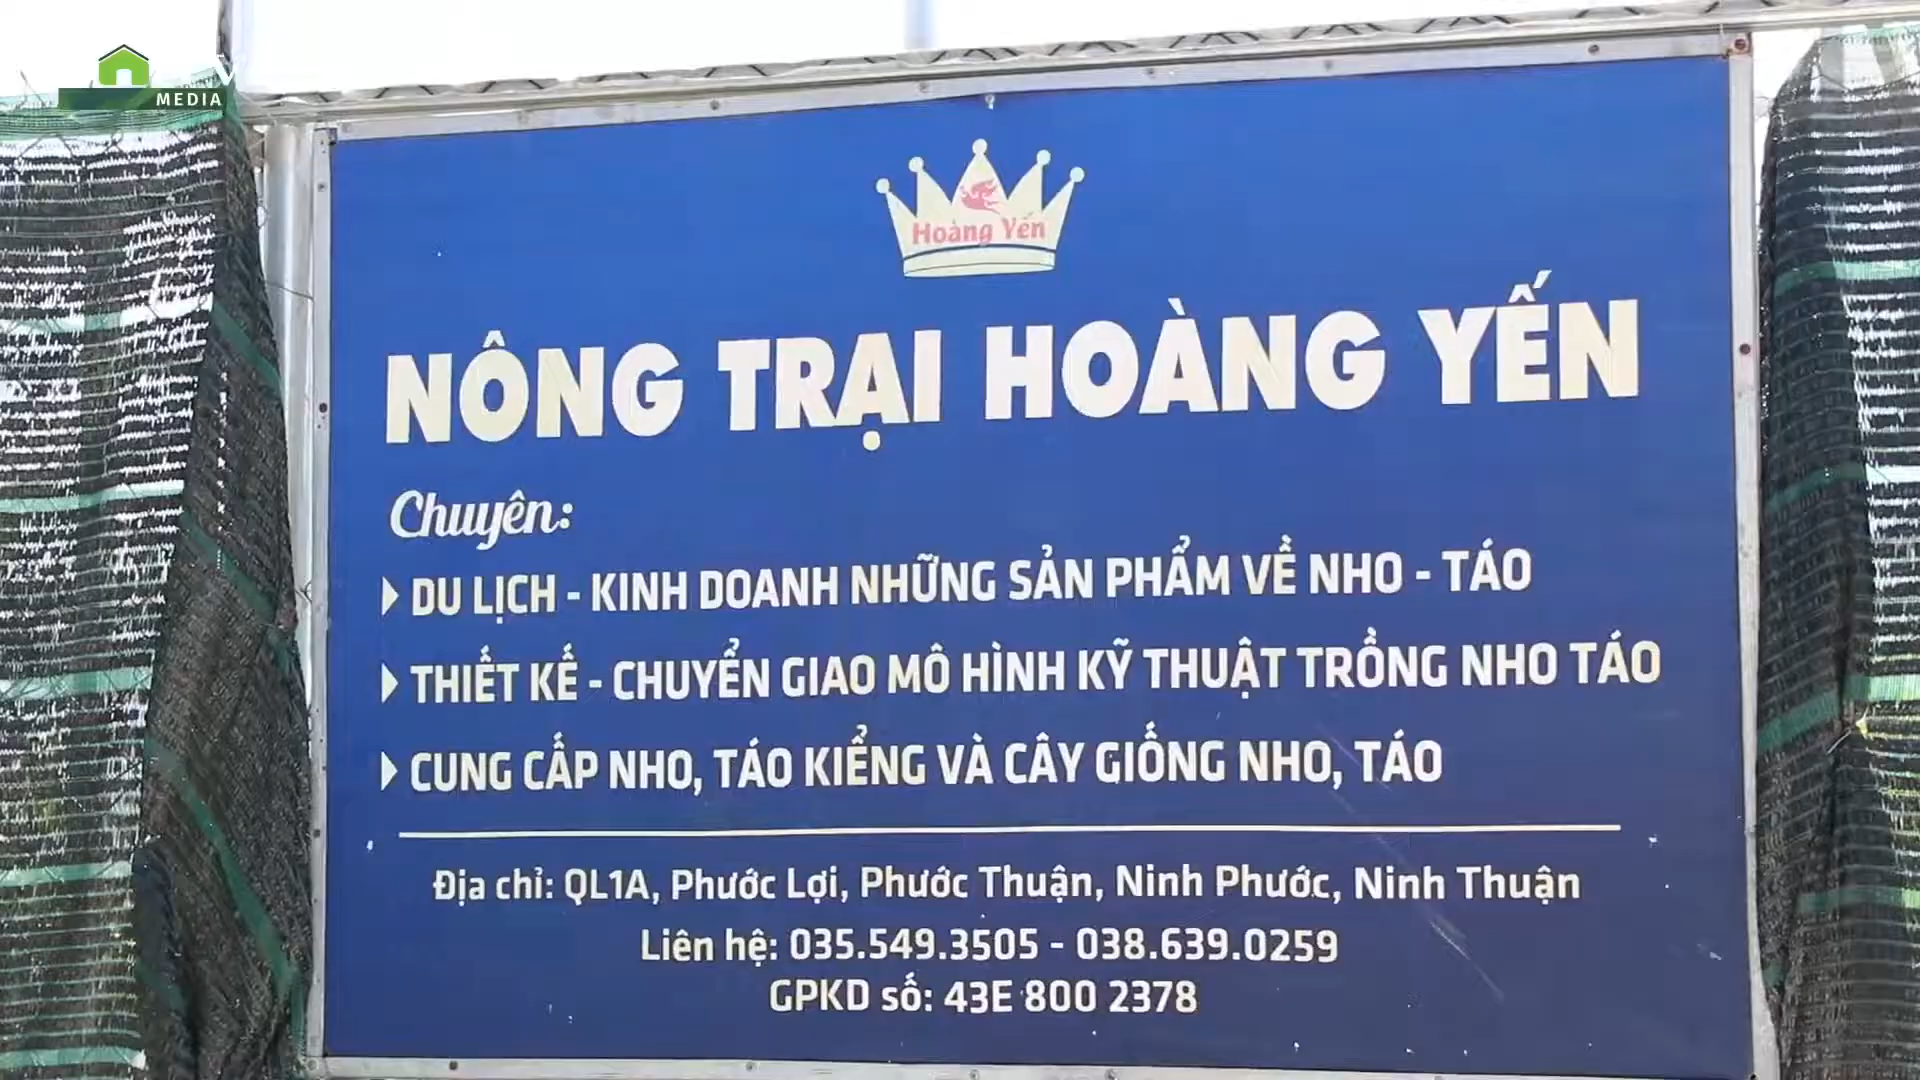 MEDIA
Hoàng Yến
NÔNG TRẠI HOÀNG YẾN
Chuyên:
DU LỊCH - KINH DOANH NHỮNG SẢN PHẨM VỀ NHO - TÁO
THIẾT KẾ - CHUYỂN GIAO MÔ HÌNH KỸ THUẬT TRỒNG NHO TÁO
CUNG CẤP NHO, TÁO KIỂNG VÀ CÂY GIỐNG NHO, TÁO
Địa chỉ: QL1A, Phước Lợi, Phước Thuận, Ninh Phước, Ninh Thuận
Liên hệ: 035.549.3505 - 038.639.0259
GPKD số: 43E 800 2378